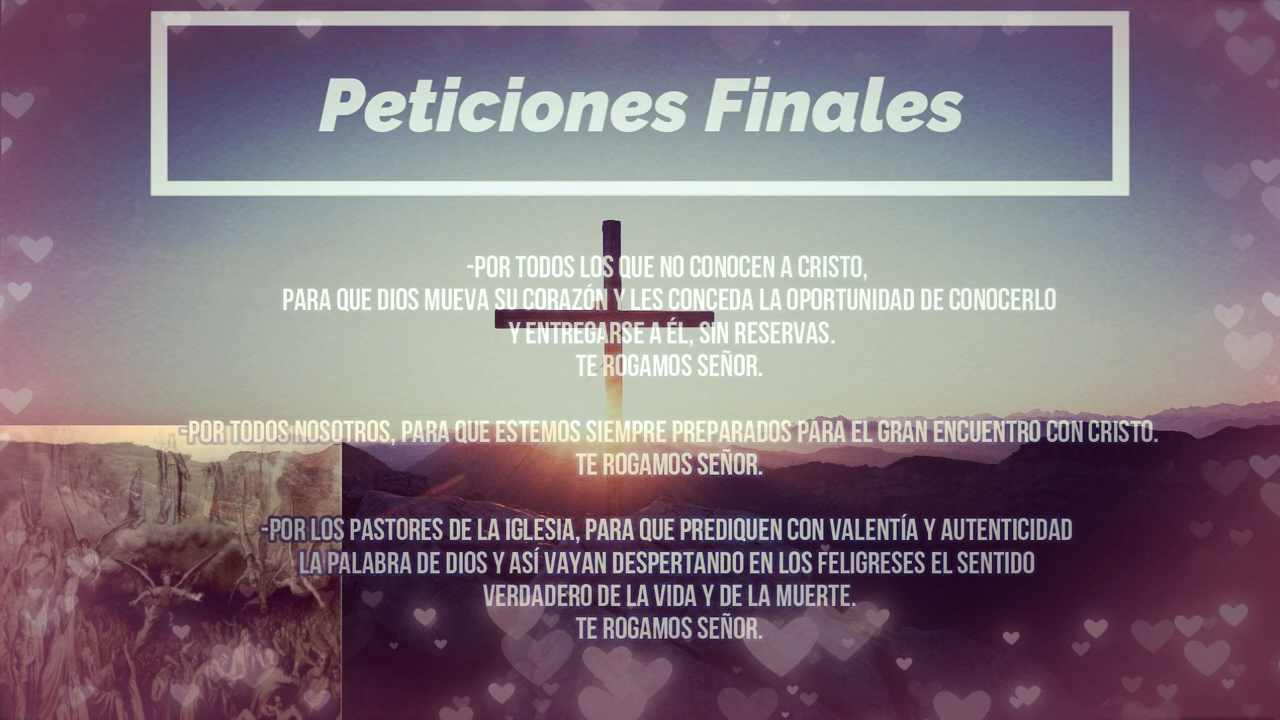 Peticiones Finales
-POR TODOS LOS QUE NO CONOCEN A CRISTO,
PARA QUE DIOS MUEVA SU CORAZÓN Y LES CONCEDA LA OPORTUNIDAD DE CONOCERLO
Y ENTREGARSE A ÉL, SIN RESERVAS.
TE ROGAMOS SEÑOR.
-POR TODOS NOSOTROS, PARA QUE ESTEMOS SIEMPRE PREPARADOS PARA EL GRAN ENCUENTRO CON CRISTO.
TE ROGAMOS SEÑOR.
-POR LOS PASTORES DE LA IGLESIA, PARA QUE PREDIQUEN CON VALENTÍA Y AUTENTICIDAD
LA PALABRA DE DIOS Y ASÍ VAYAN DESPERTANDO EN LOS FELIGRESES EL SENTIDO
VERDADERO DE LA VIDA Y DE LA MUERTE.
TE ROGAMOS SEÑOR.